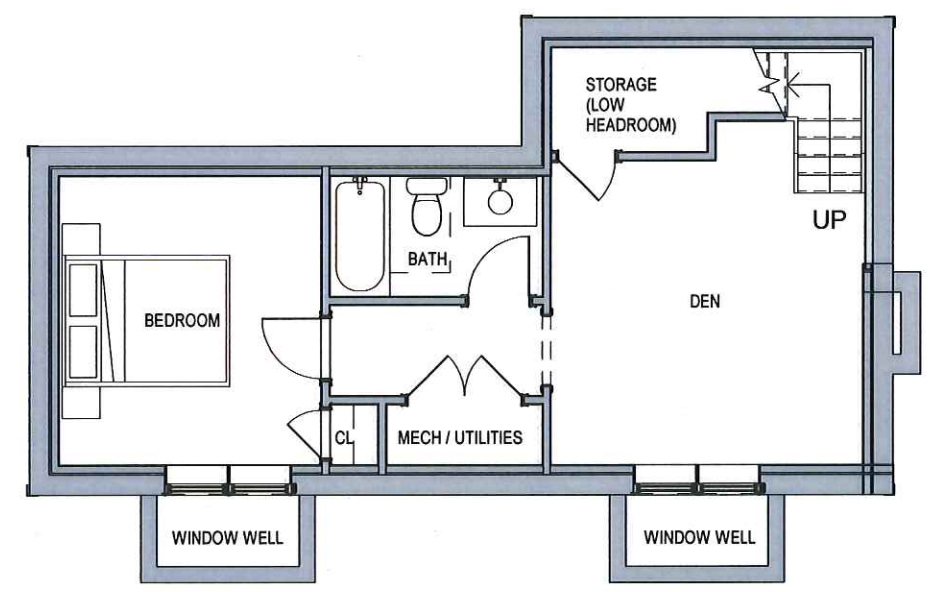 STORAGE
(LOW
HEADROOM)
UP
BATH
DEN
BEDROOM
CL
MECH / UTILITIES
WINDOW WELL
WINDOW WELL